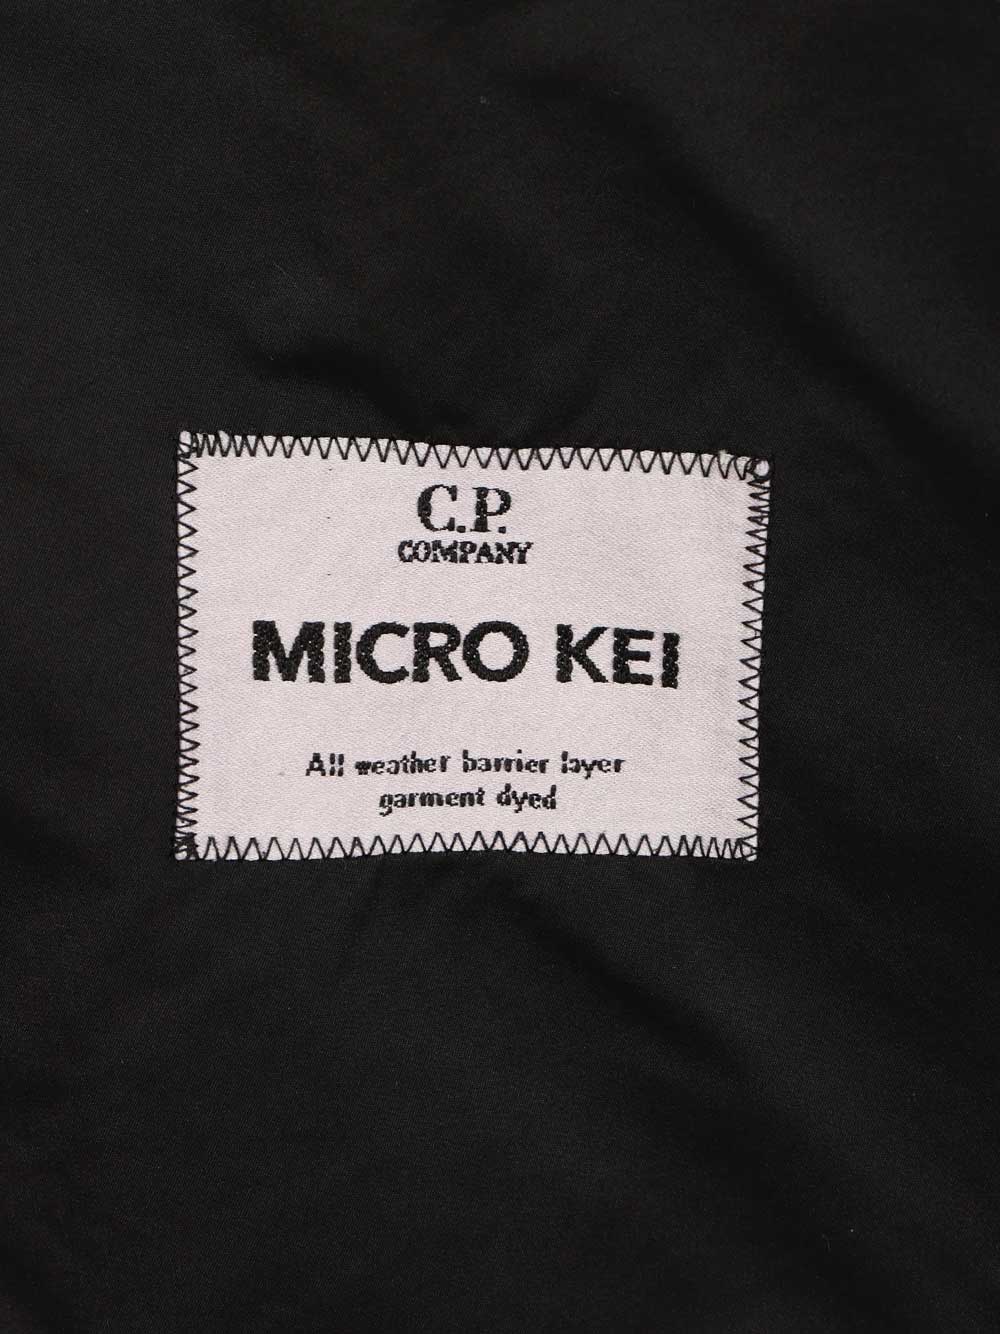 C.P.
COMPANY
MICRO KEI
All weather barrier layer
garment dyed